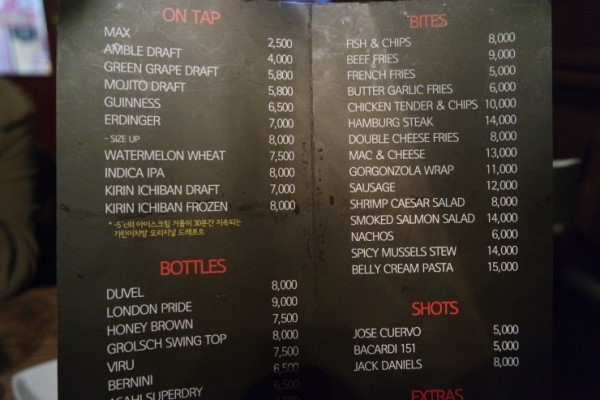 ON TAP
MAX 2,500
AMBLE DRAFT 4,000
GREEN GRAPE DRAFT 5,800
MOJITO DRAFT 5,800
GUINNESS 6,500
ERDINGER 7,000
- SIZE UP 8,000
WATERMELON WHEAT 7,500
INDICA IPA 8,000
KIRIN ICHIBAN DRAFT 7,000
KIRIN ICHIBAN FROZEN 8,000
* -5℃의 아이스크림 거품이 30분간 지속되는
기린이치방 오리지널 드래프트
BOTTLES
DUVEL 8,000
LONDON PRIDE 9,000
HONEY BROWN 7,500
GROLSCH SWING TOP 8,000
VIRU 7,500
BERNINI 6,500
ASAHI SUPERDRY 6,500
BITES
FISH & CHIPS 8,000
BEEF FRIES 9,000
FRENCH FRIES 5,000
BUTTER GARLIC FRIES 6,000
CHICKEN TENDER & CHIPS 10,000
HAMBURG STEAK 14,000
DOUBLE CHEESE FRIES 8,000
MAC & CHEESE 13,000
GORGONZOLA WRAP 11,000
SAUSAGE 12,000
SHRIMP CAESAR SALAD 8,000
SMOKED SALMON SALAD 14,000
NACHOS 6,000
SPICY MUSSELS STEW 14,000
BELLY CREAM PASTA 15,000
SHOTS
JOSE CUERVO 5,000
BACARDI 151 5,000
JACK DANIELS 8,000
EXTRAS